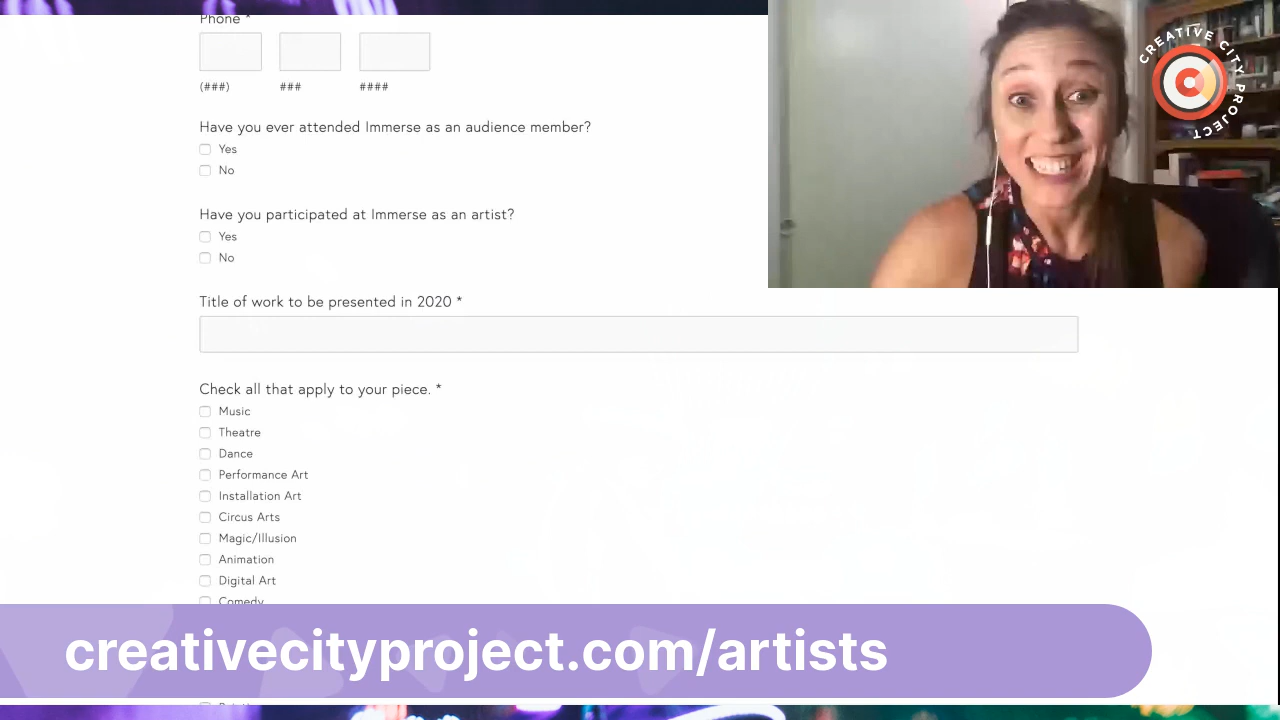 Phone *
(###) ### ####
Have you ever attended Immerse as an audience member?
Yes
No
Have you participated at Immerse as an artist?
Yes
No
Title of work to be presented in 2020 *
Check all that apply to your piece. *
Music
Theatre
Dance
Performance Art
Installation Art
Circus Arts
Magic/Illusion
Animation
Digital Art
Comedy
creativecityproject.com/artists
CREATIVE CITY PROJECT